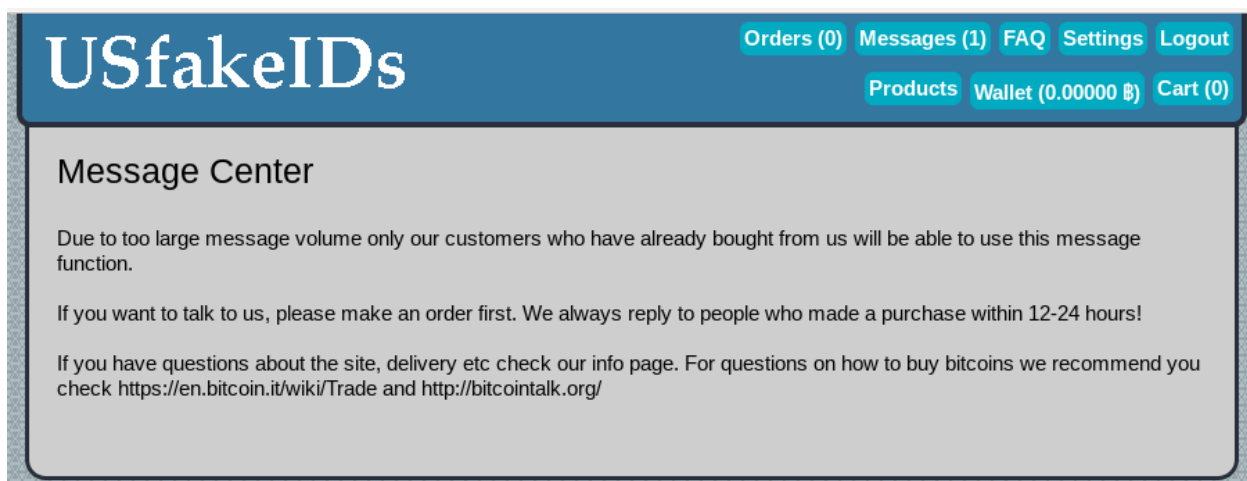 USfakeIDs
Orders (0) Messages (1) FAQ Settings Logout
Products Wallet (0.00000 ฿) Cart (0)
Message Center
Due to too large message volume only our customers who have already bought from us will be able to use this message
function.
If you want to talk to us, please make an order first. We always reply to people who made a purchase within 12-24 hours!
If you have questions about the site, delivery etc check our info page. For questions on how to buy bitcoins we recommend you
check https://en.bitcoin.it/wiki/Trade and http://bitcointalk.org/